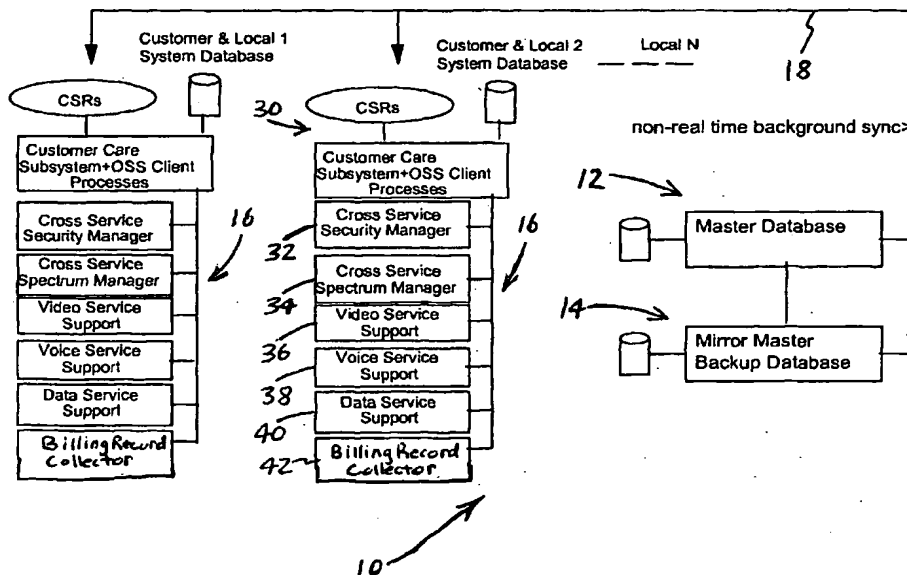 Customer & Local 1
System Database
Customer & Local 2
System Database
Local N
18
CSRs
CSRs
30
non-real time background sync>
Customer Care
Subsystem+OSS Client
Processes
Customer Care
Subsystem+OSS Client
Processes
12
Cross Service
Security Manager
16
Cross Service
Security Manager
32
16
Master Database
Cross Service
Spectrum Manager
Cross Service
Spectrum Manager
34
14
Video Service
Support
Video Service
Support
36
Mirror Master
Backup Database
Voice Service
Support
Voice Service
Support
38
Data Service
Support
Data Service
Support
40
Billing Record
Collector
42
Billing Record
Collector
10